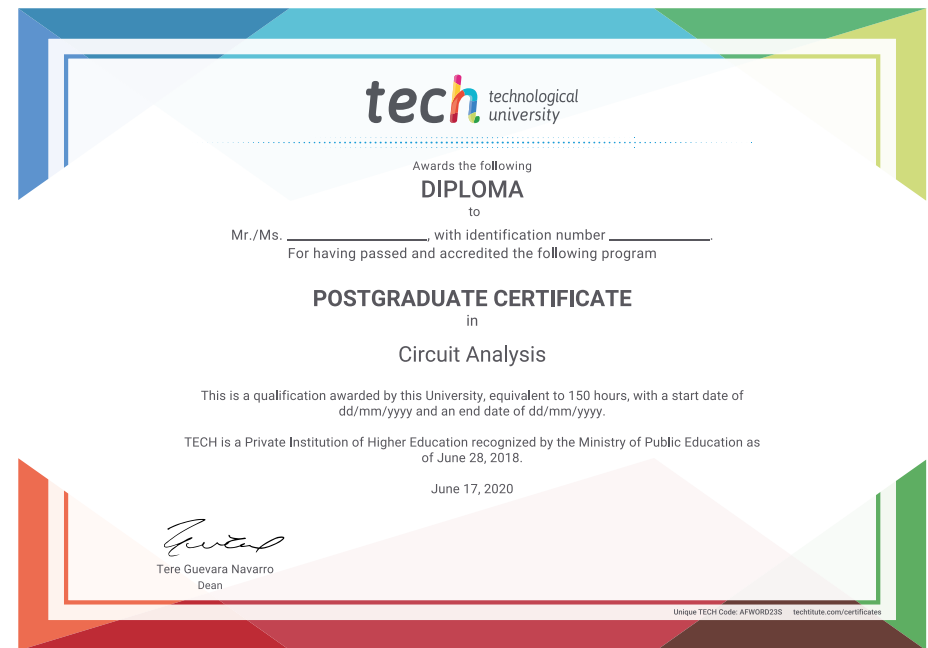 tech technological
university
Awards the following
DIPLOMA
to
Mr./Ms. ____________________, with identification number ______________.
For having passed and accredited the following program
POSTGRADUATE CERTIFICATE
in
Circuit Analysis
This is a qualification awarded by this University, equivalent to 150 hours, with a start date of
dd/mm/yyyy and an end date of dd/mm/yyyy.
TECH is a Private Institution of Higher Education recognized by the Ministry of Public Education as
of June 28, 2018.
June 17, 2020
Tere Guevara Navarro
Dean
Unique TECH Code: AFWORD23S techtitute.com/certificates